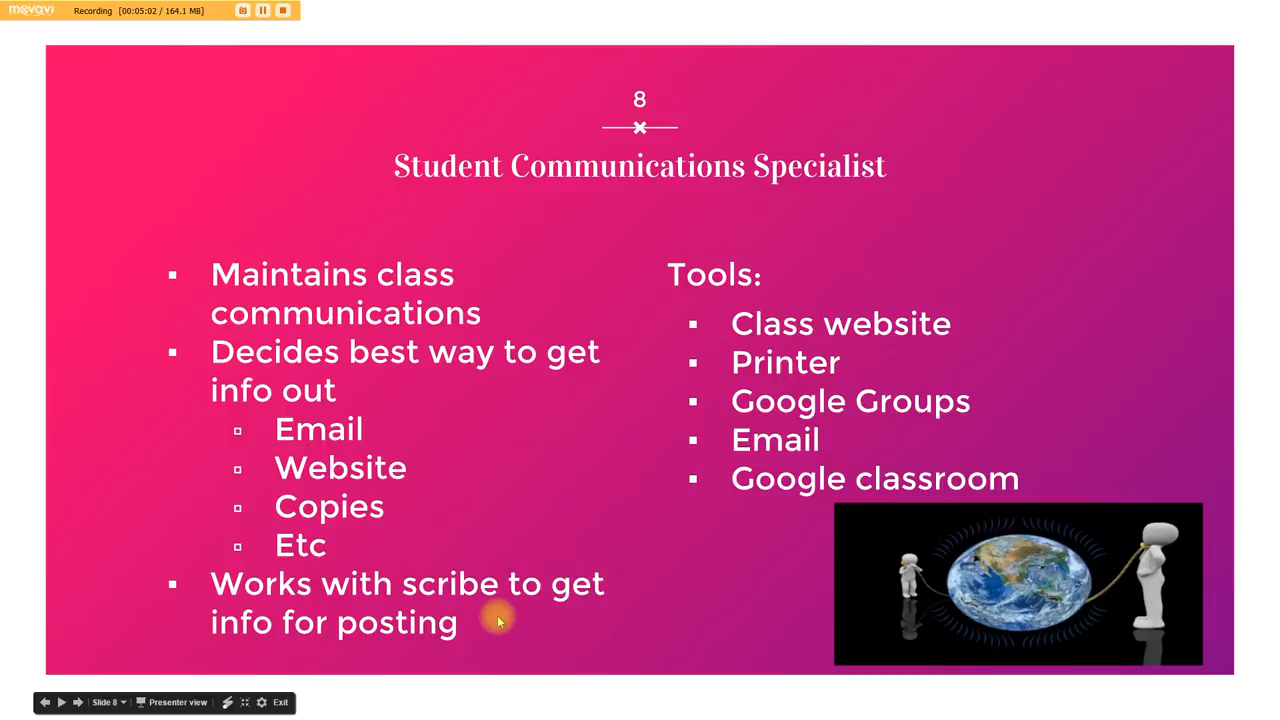 movavi
Recording [00:05:02 / 164.1 MB]
8
Student Communications Specialist
▪ Maintains class
communications
▪ Decides best way to get
info out
▫ Email
▫ Website
▫ Copies
▫ Etc
▪ Works with scribe to get
info for posting
Tools:
▪ Class website
▪ Printer
▪ Google Groups
▪ Email
▪ Google classroom
Slide 8
Presenter view
Exit